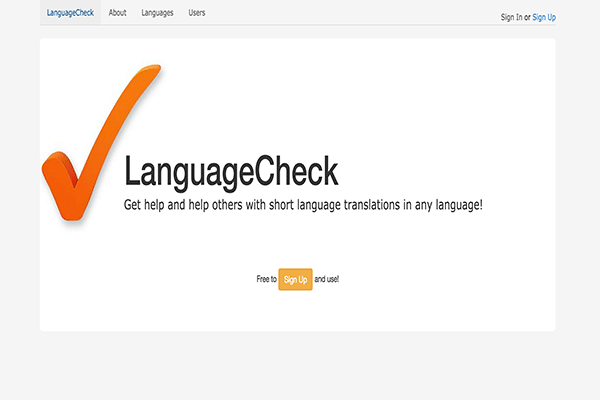 LanguageCheck About Languages Users
Sign In or Sign Up
LanguageCheck
Get help and help others with short language translations in any language!
Free to Sign Up and use!